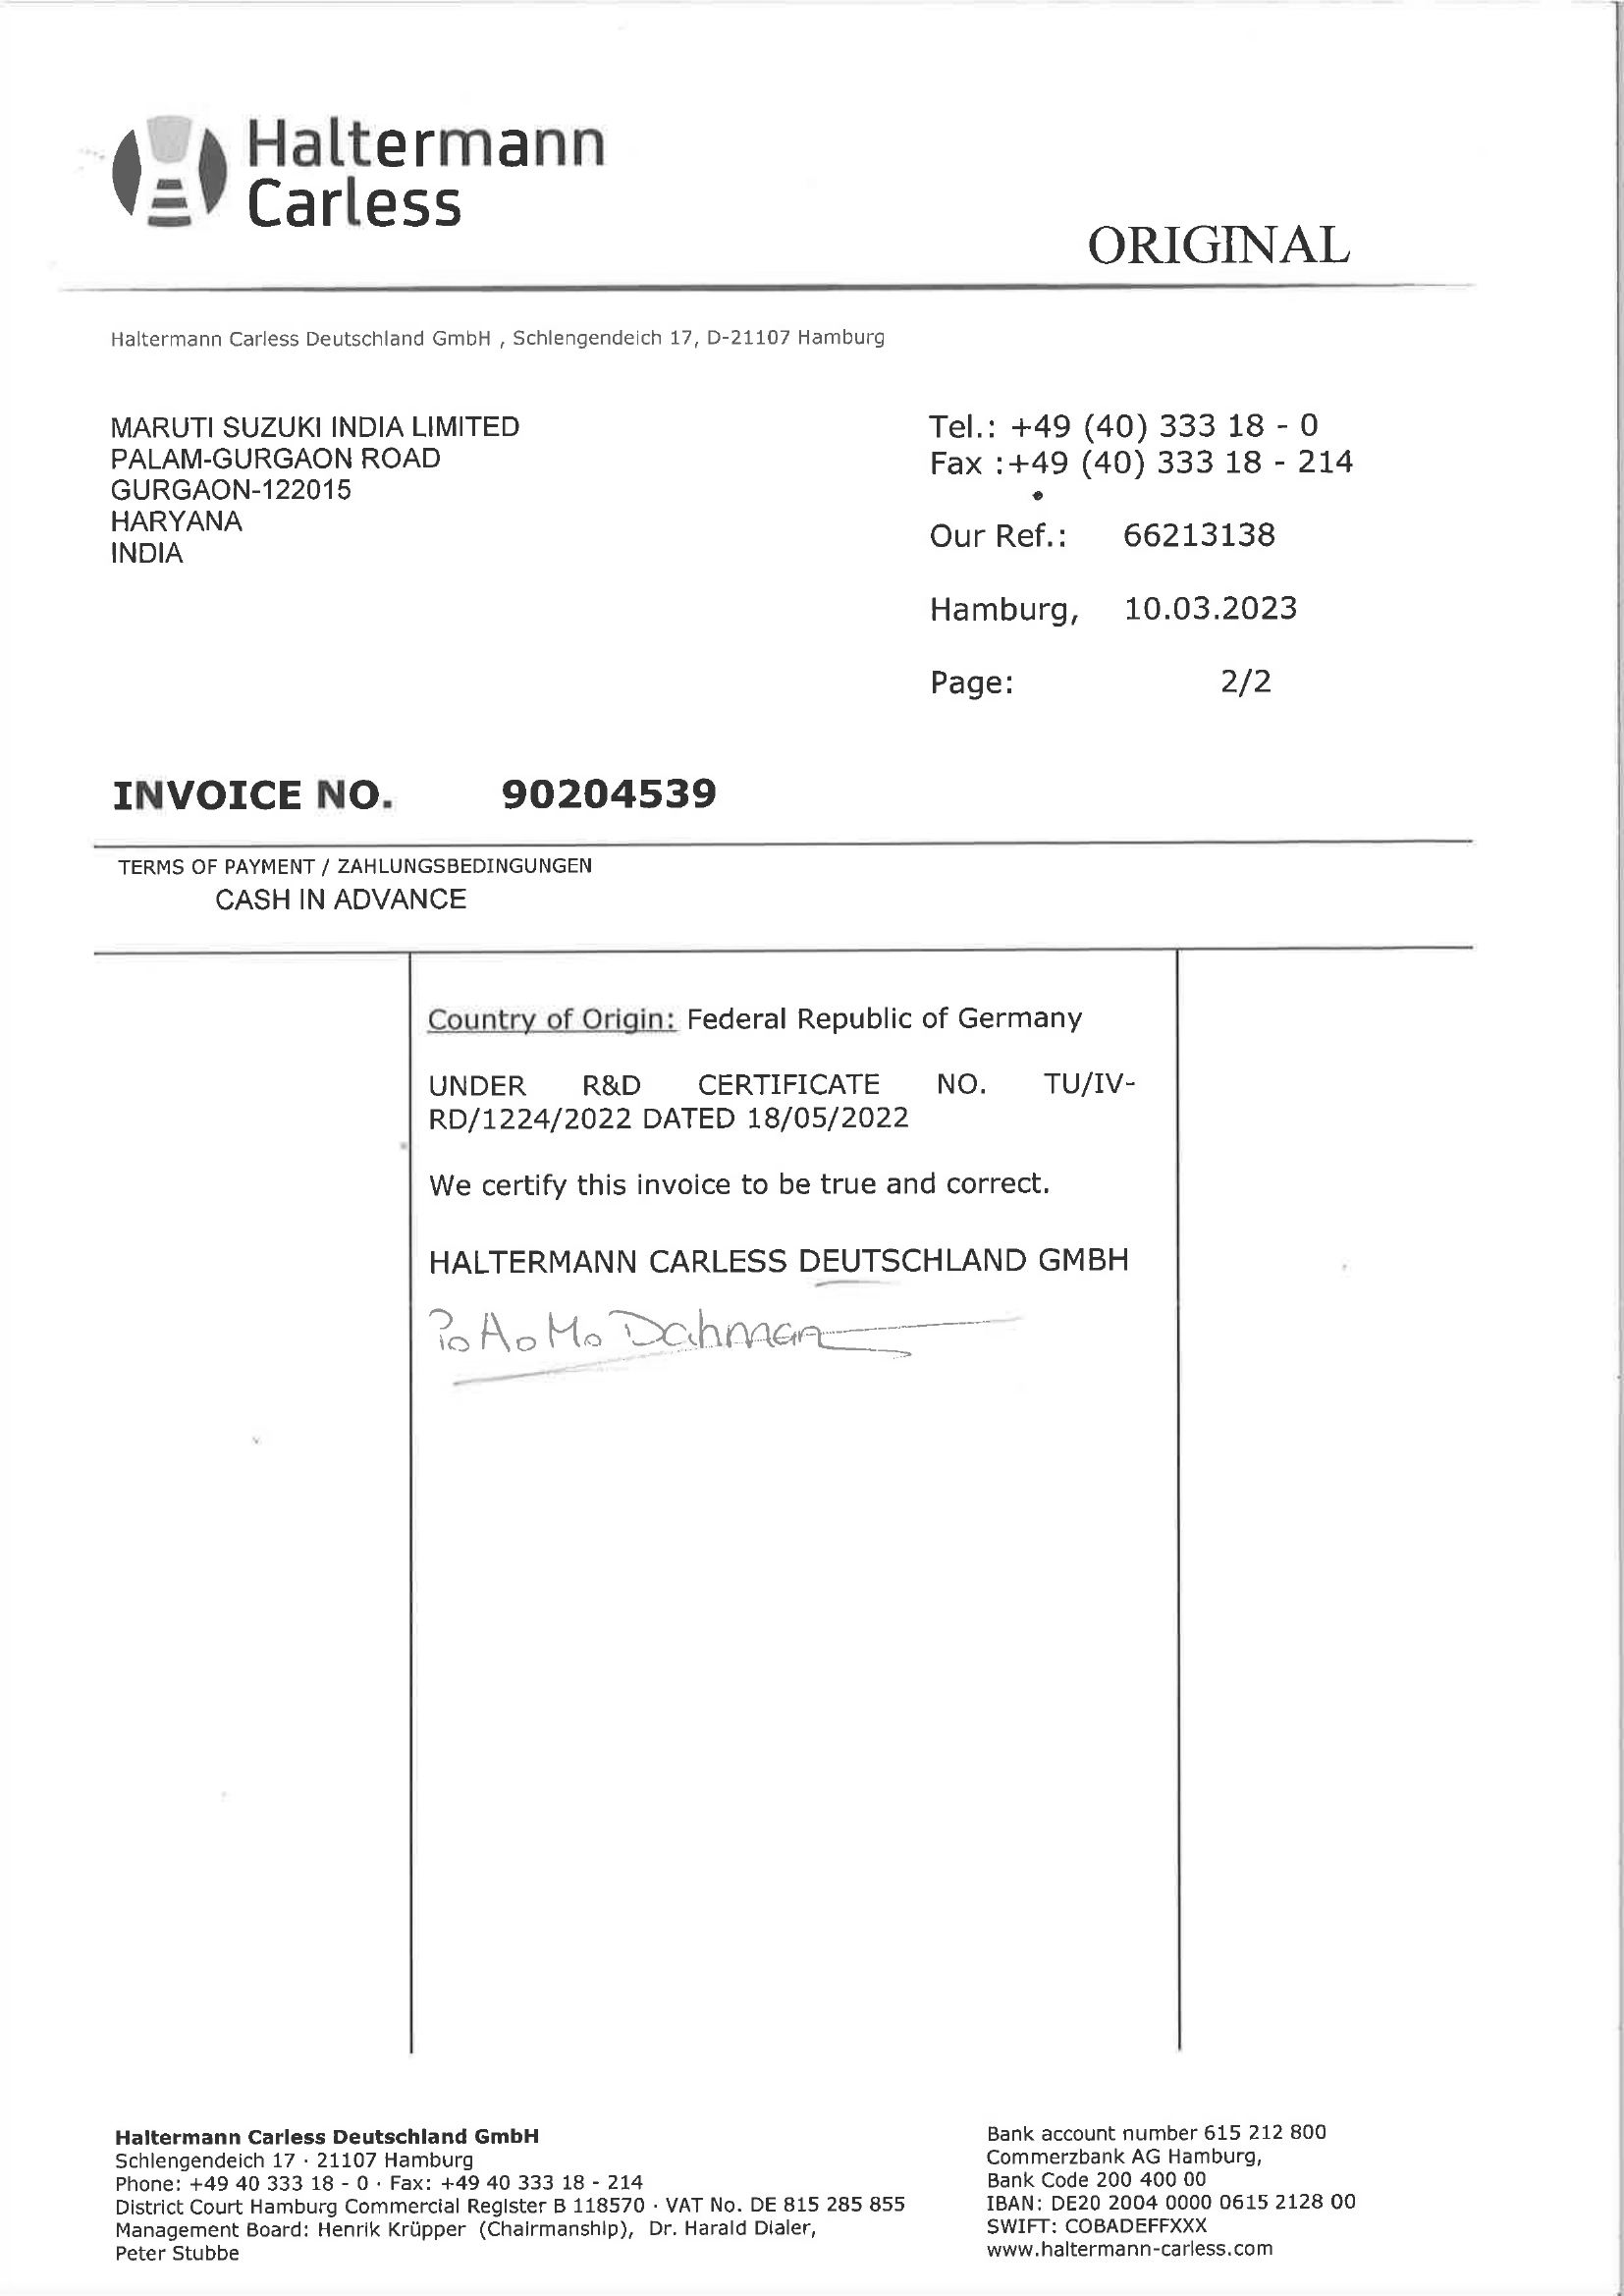 Haltermann
Carless
ORIGINAL
Haltermann Carless Deutschland GmbH , Schlengendeich 17, D-21107 Hamburg
MARUTI SUZUKI INDIA LIMITED
PALAM-GURGAON ROAD
GURGAON-122015
HARYANA
INDIA
Tel.: +49 (40) 333 18 - 0
Fax :+49 (40) 333 18 - 214
Our Ref.: 66213138
Hamburg, 10.03.2023
Page: 2/2
INVOICE NO. 90204539
TERMS OF PAYMENT / ZAHLUNGSBEDINGUNGEN
CASH IN ADVANCE
Country of Origin: Federal Republic of Germany
UNDER R&D CERTIFICATE NO. TU/IV-
RD/1224/2022 DATED 18/05/2022
We certify this invoice to be true and correct.
HALTERMANN CARLESS DEUTSCHLAND GMBH
Haltermann Carless Deutschland GmbH
Schlengendeich 17 · 21107 Hamburg
Phone: +49 40 333 18 - 0 · Fax: +49 40 333 18 - 214
District Court Hamburg Commercial Register B 118570 · VAT No. DE 815 285 855
Management Board: Henrik Krüpper (Chairmanship), Dr. Harald Dialer,
Peter Stubbe
Bank account number 615 212 800
Commerzbank AG Hamburg,
Bank Code 200 400 00
IBAN: DE20 2004 0000 0615 2128 00
SWIFT: COBADEFFXXX
www.haltermann-carless.com